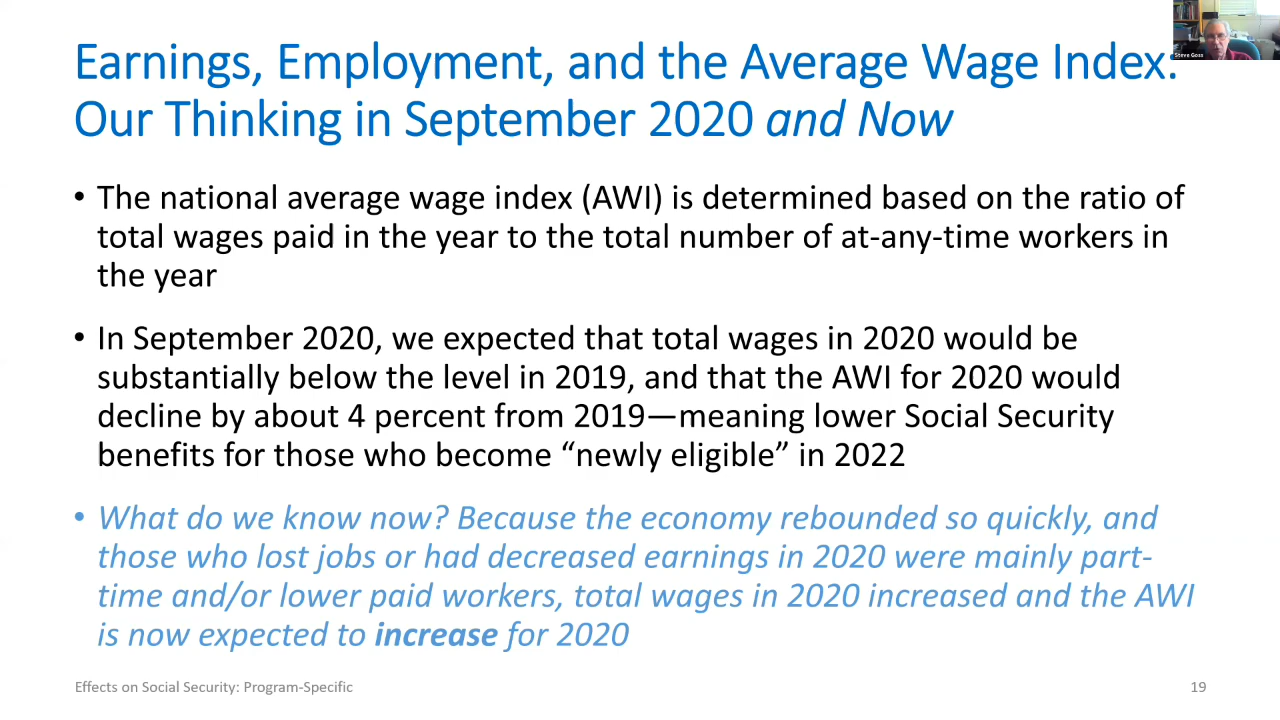 Earnings, Employment, and the Average Wage Index:
Our Thinking in September 2020 and Now
Steve Goss
• The national average wage index (AWI) is determined based on the ratio of
total wages paid in the year to the total number of at-any-time workers in
the year
• In September 2020, we expected that total wages in 2020 would be
substantially below the level in 2019, and that the AWI for 2020 would
decline by about 4 percent from 2019—meaning lower Social Security
benefits for those who become “newly eligible” in 2022
• What do we know now? Because the economy rebounded so quickly, and
those who lost jobs or had decreased earnings in 2020 were mainly part-
time and/or lower paid workers, total wages in 2020 increased and the AWI
is now expected to increase for 2020
Effects on Social Security: Program-Specific
19